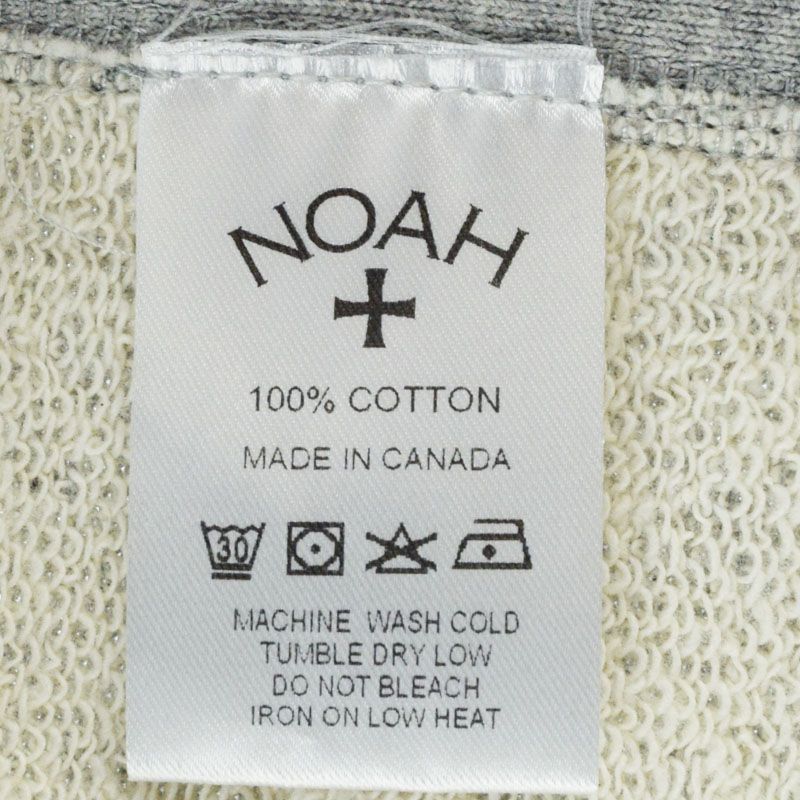 NOAH
100% COTTON
MADE IN CANADA
30
MACHINE WASH COLD
TUMBLE DRY LOW
DO NOT BLEACH
IRON ON LOW HEAT